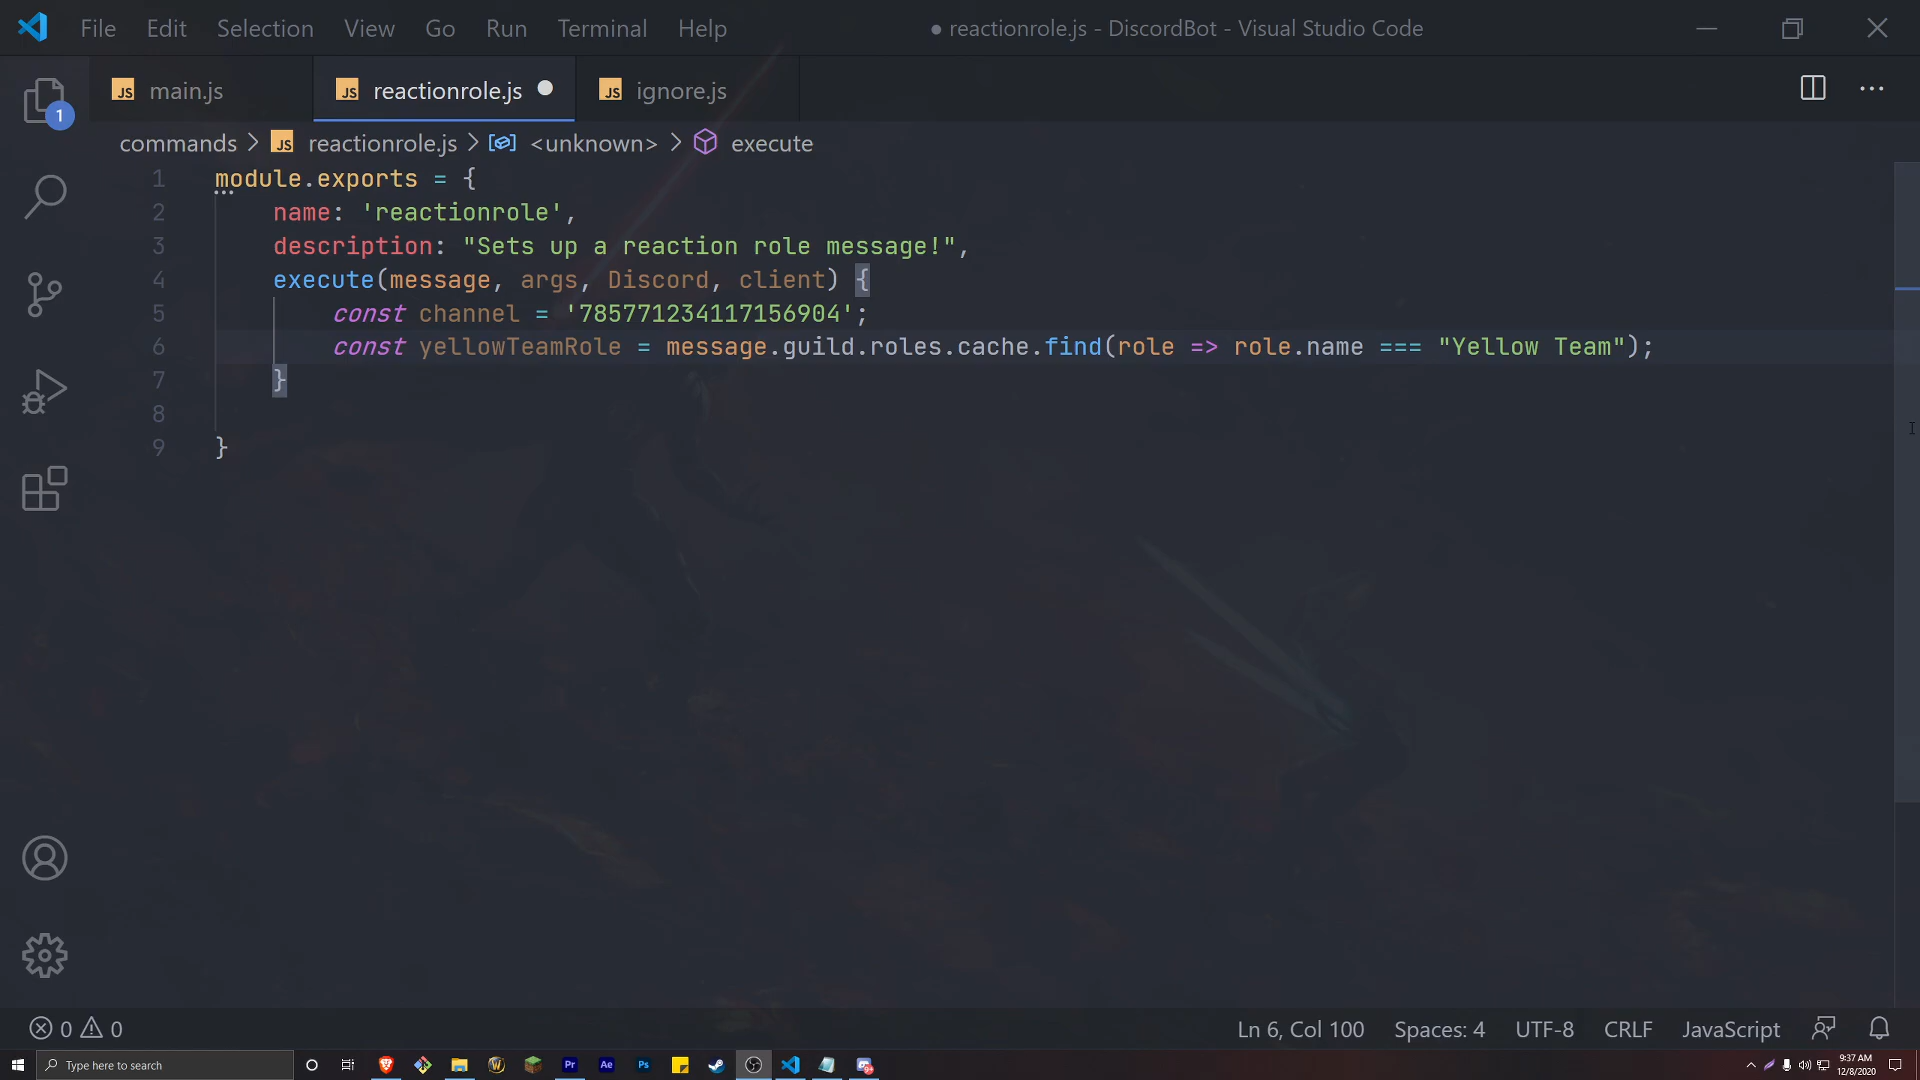 File Edit Selection View Go Run Terminal Help ● reactionrole.js - DiscordBot - Visual Studio Code
JS main.js JS reactionrole.js JS ignore.js
1
commands > JS reactionrole.js > <unknown> > execute
1 module.exports = {
2 name: 'reactionrole',
3 description: "Sets up a reaction role message!",
4 execute(message, args, Discord, client) {
5 const channel = '785771234117156904';
6 const yellowTeamRole = message.guild.roles.cache.find(role => role.name === "Yellow Team");
7 }
8
9 }
0 0 Ln 6, Col 100 Spaces: 4 UTF-8 CRLF JavaScript
Type here to search W Pr Ae Ps 9:37 AM
12/8/2020